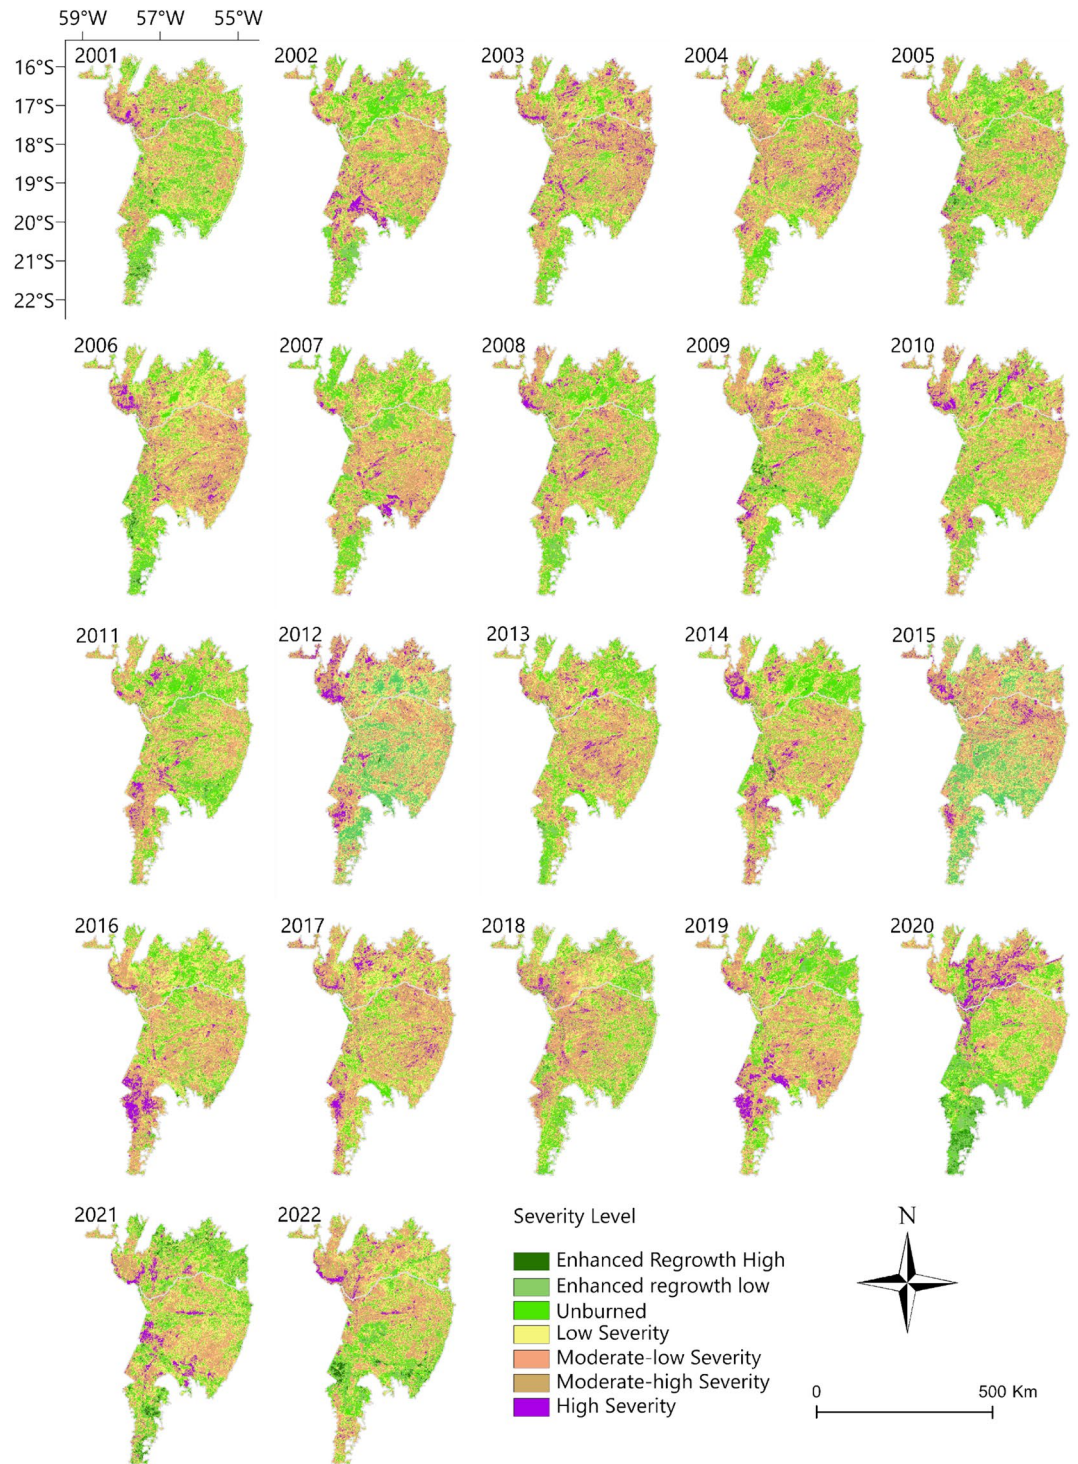 59°W 57°W 55°W
2001 2002 2003 2004 2005
16°S
17°S
18°S
19°S
20°S
21°S
22°S
2006 2007 2008 2009 2010
2011 2012 2013 2014 2015
2016 2017 2018 2019 2020
2021 2022
Severity Level
Enhanced Regrowth High
Enhanced regrowth low
Unburned
Low Severity
Moderate-low Severity
Moderate-high Severity
High Severity
N
0 500 Km